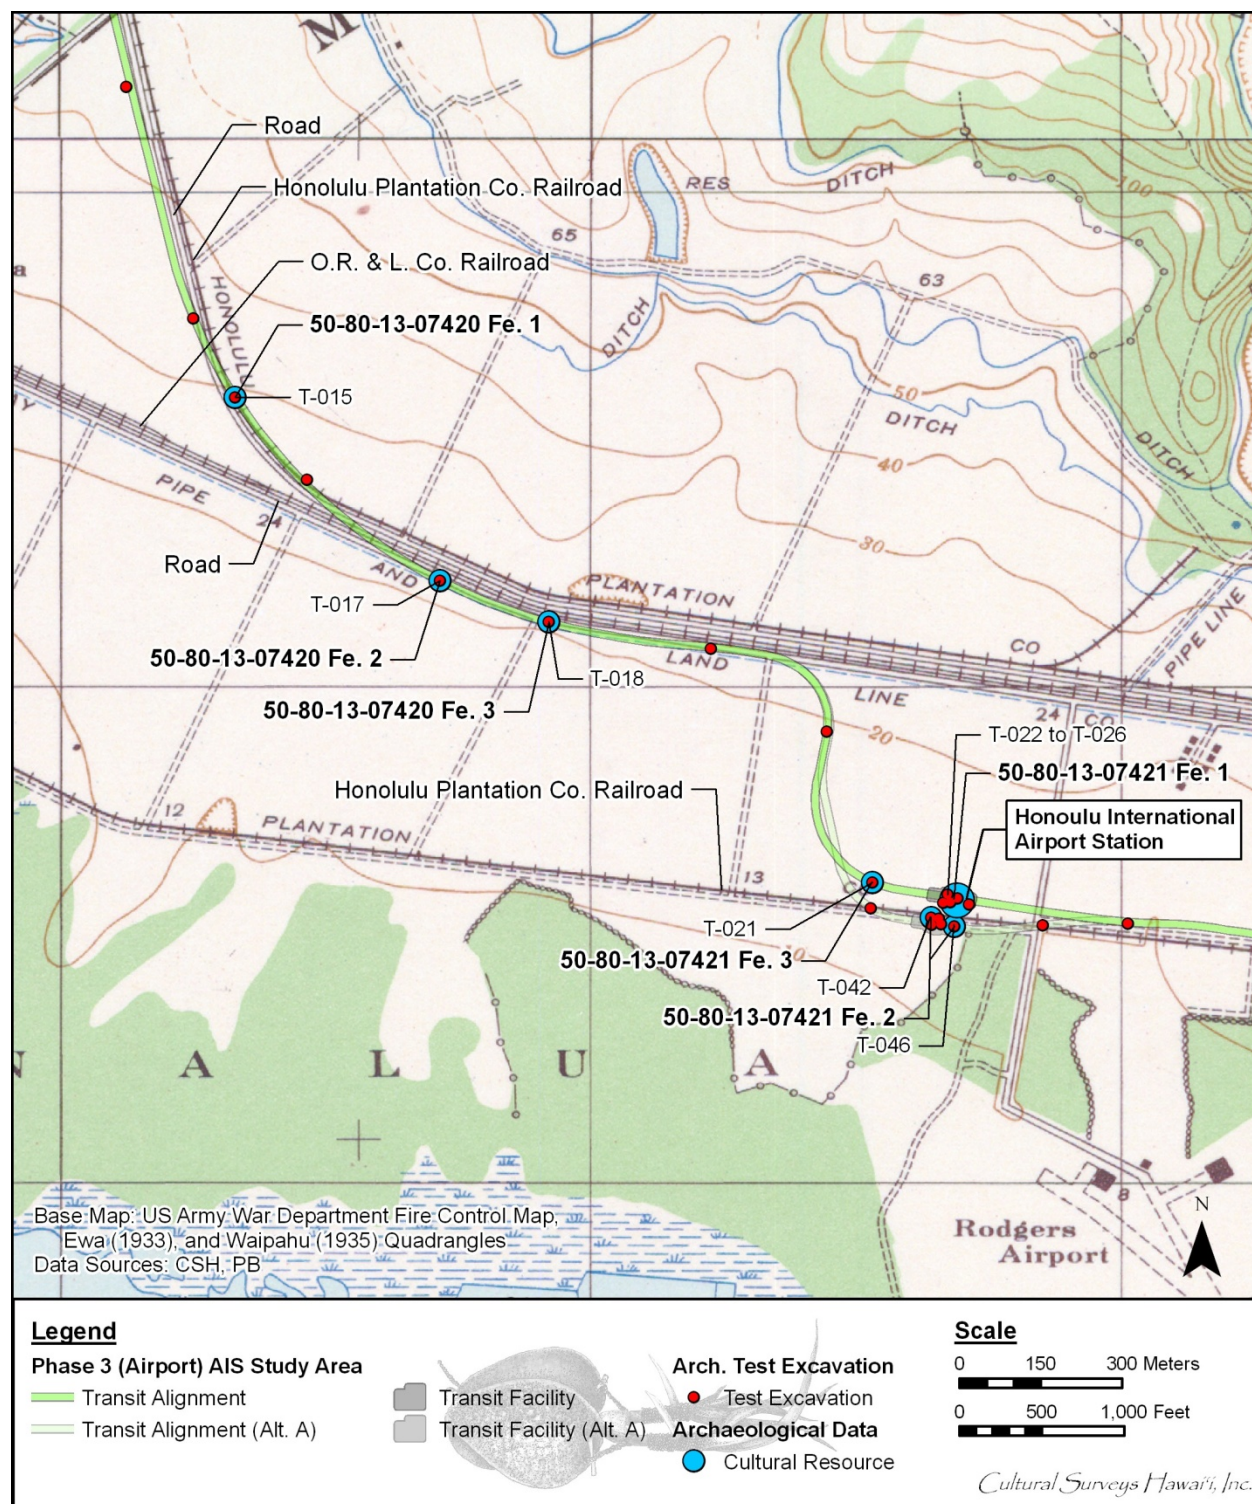 M
Road
Honolulu Plantation Co. Railroad
RES
DITCH
100
65
63
O.R. & L. Co. Railroad
a
HONOLULU
DITCH
50-80-13-07420 Fe. 1
T-015
50
DITCH
DITCH
40
PIPE
24
30
Road
AND
PLANTATION
T-017
CO
PIPE LINE
50-80-13-07420 Fe. 2
LAND
T-018
LINE
50-80-13-07420 Fe. 3
24
CO
20
T-022 to T-026
50-80-13-07421 Fe. 1
Honolulu Plantation Co. Railroad
Honoulu International
Airport Station
12
PLANTATION
13
T-021
10
50-80-13-07421 Fe. 3
T-042
50-80-13-07421 Fe. 2
T-046
N A L U A
8
N
Base Map: US Army War Department Fire Control Map,
Ewa (1933), and Waipahu (1935) Quadrangles
Data Sources: CSH, PB
Rodgers
Airport
Legend
Phase 3 (Airport) AIS Study Area
Transit Alignment
Transit Alignment (Alt. A)
Transit Facility
Transit Facility (Alt. A)
Arch. Test Excavation
Test Excavation
Archaeological Data
Cultural Resource
Scale
0 150 300 Meters
0 500 1,000 Feet
Cultural Surveys Hawai‘i, Inc.